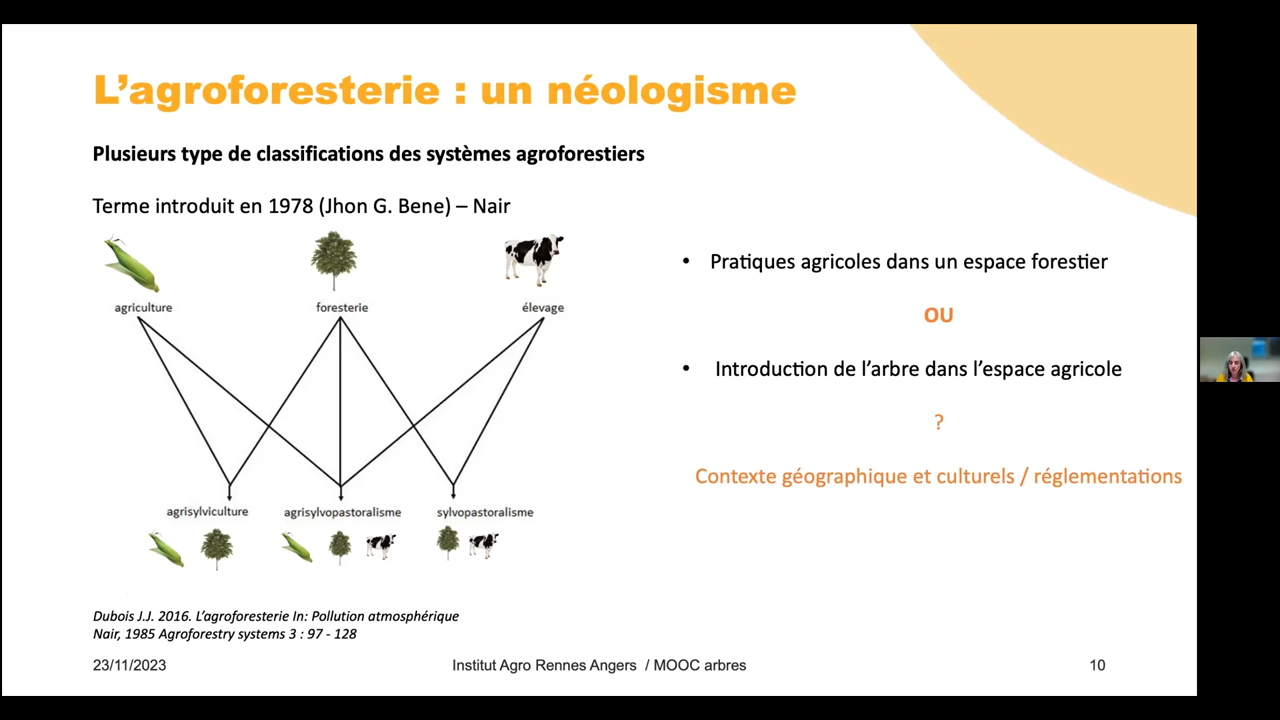 L’agroforesterie : un néologisme
Plusieurs type de classifications des systèmes agroforestiers
Terme introduit en 1978 (Jhon G. Bene) – Nair
agriculture
foresterie
élevage
agrisylviculture
agrisylvopastoralisme
sylvopastoralisme
• Pratiques agricoles dans un espace forestier
OU
• Introduction de l’arbre dans l’espace agricole
?
Contexte géographique et culturels / réglementations
Dubois J.J. 2016. L’agroforesterie In: Pollution atmosphérique
Nair, 1985 Agroforestry systems 3 : 97 - 128
23/11/2023
Institut Agro Rennes Angers / MOOC arbres
10